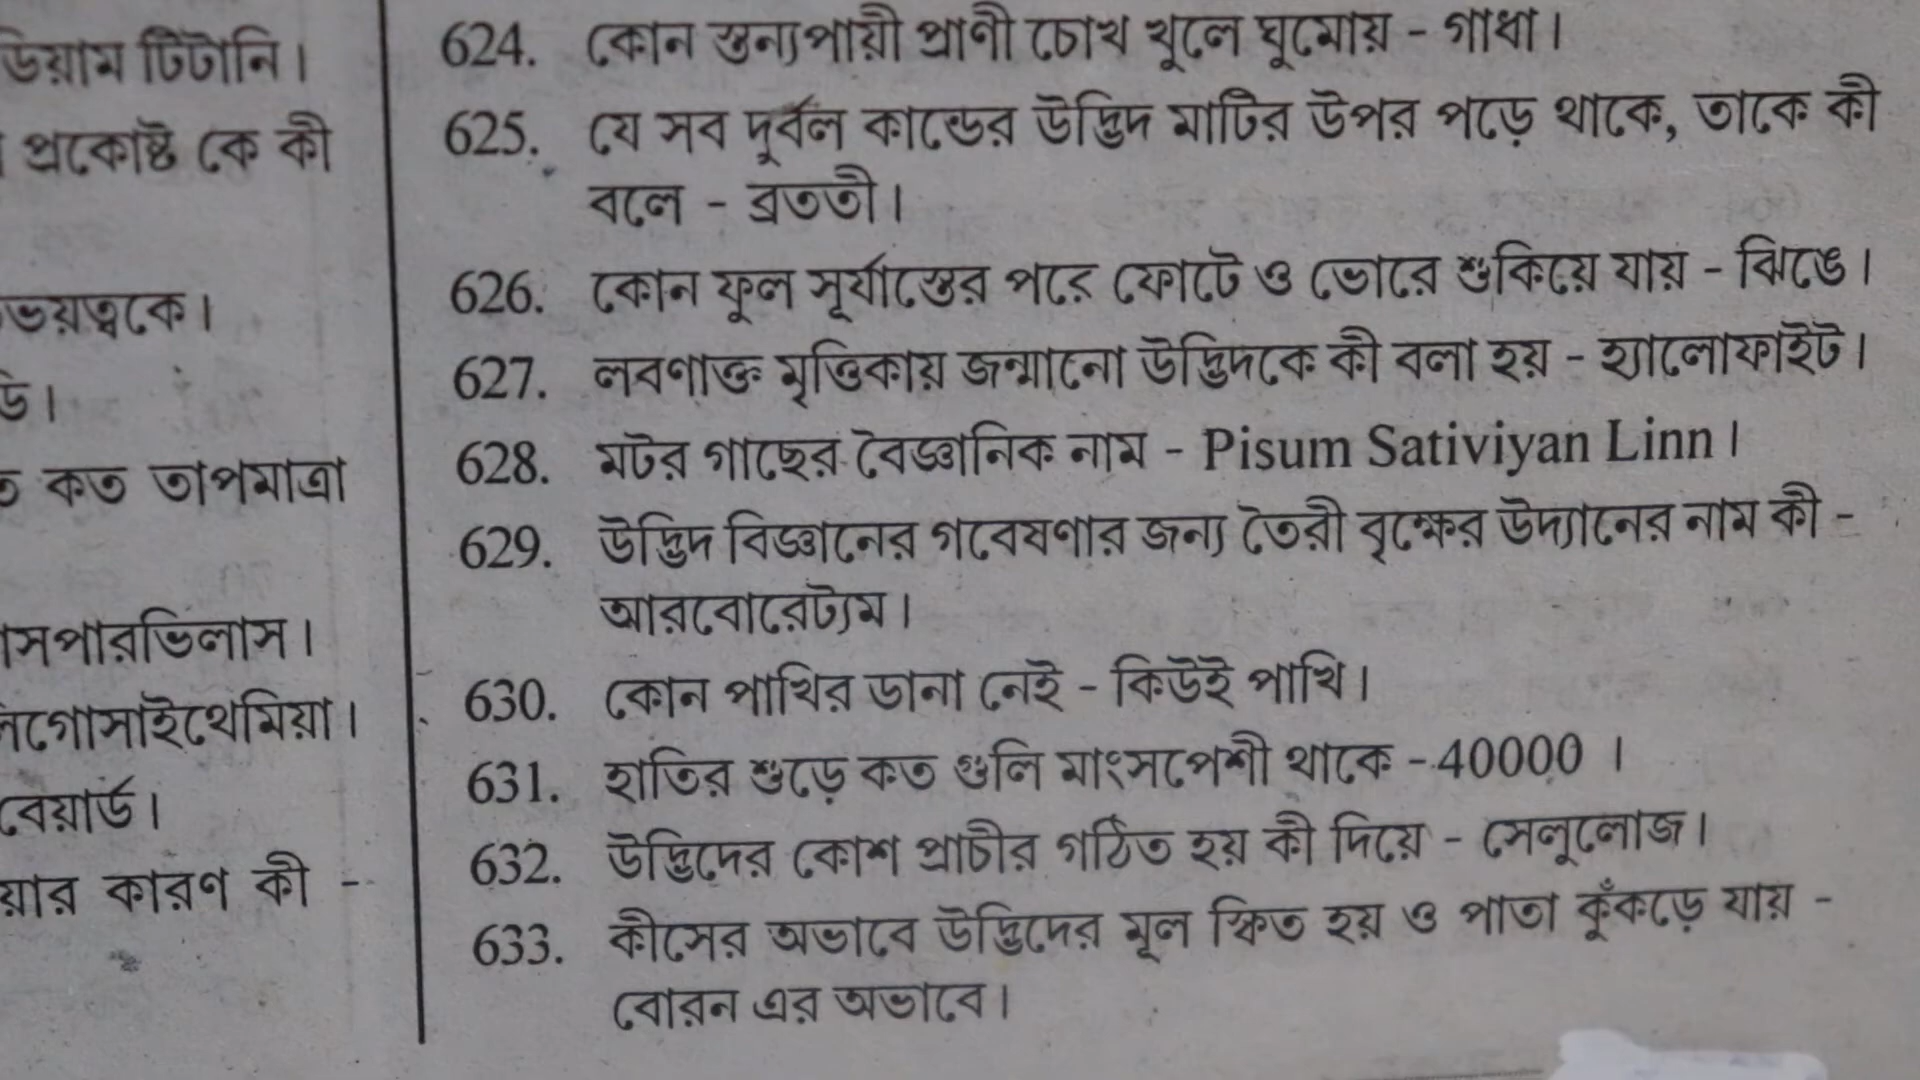 ডিয়াম টিটানি।
প্রকোষ্ঠ কে কী
ভয়ত্বকে।
ডি।
ত কত তাপমাত্রা
সপারভিলাস।
নগোসাইথেমিয়া।
বেয়ার্ড।
য়ার কারণ কী -
624. কোন স্তন্যপায়ী প্রাণী চোখ খুলে ঘুমোয় - গাধা।
625. যে সব দুর্বল কান্ডের উদ্ভিদ মাটির উপর পড়ে থাকে, তাকে কী
বলে - ব্রততী।
626. কোন ফুল সূর্যাস্তের পরে ফোটে ও ভোরে শুকিয়ে যায় - ঝিঙে।
627. লবণাক্ত মৃত্তিকায় জন্মানো উদ্ভিদকে কী বলা হয় - হ্যালোফাইট।
628. মটর গাছের বৈজ্ঞানিক নাম - Pisum Sativiyan Linn।
629. উদ্ভিদ বিজ্ঞানের গবেষণার জন্য তৈরী বৃক্ষের উদ্যানের নাম কী -
আরবোরেট্যম।
630. কোন পাখির ডানা নেই - কিউই পাখি।
631. হাতির শুড়ে কত গুলি মাংসপেশী থাকে - 40000 ।
632. উদ্ভিদের কোশ প্রাচীর গঠিত হয় কী দিয়ে - সেলুলোজ।
633. কীসের অভাবে উদ্ভিদের মূল স্ফিত হয় ও পাতা কুঁকড়ে যায় -
বোরন এর অভাবে।